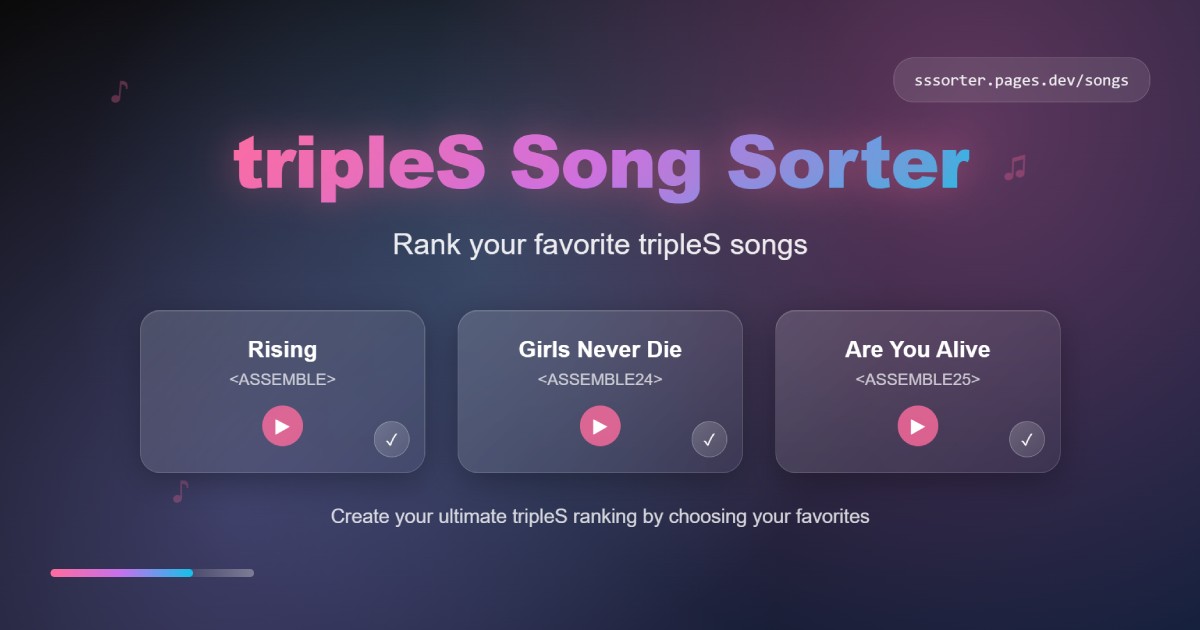 sssorter.pages.dev/songs
tripleS Song Sorter
Rank your favorite tripleS songs
Rising
<ASSEMBLE>
Girls Never Die
<ASSEMBLE24>
Are You Alive
<ASSEMBLE25>
Create your ultimate tripleS ranking by choosing your favorites